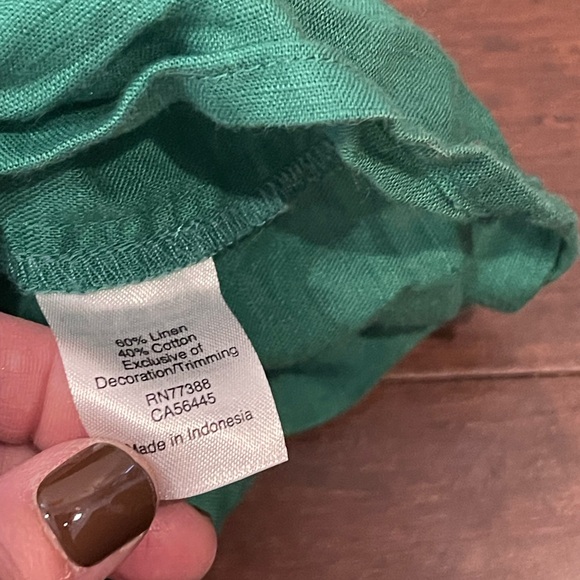 60% Linen
40% Cotton
Exclusive of
Decoration/Trimming
RN77388
CA56445
Made in Indonesia